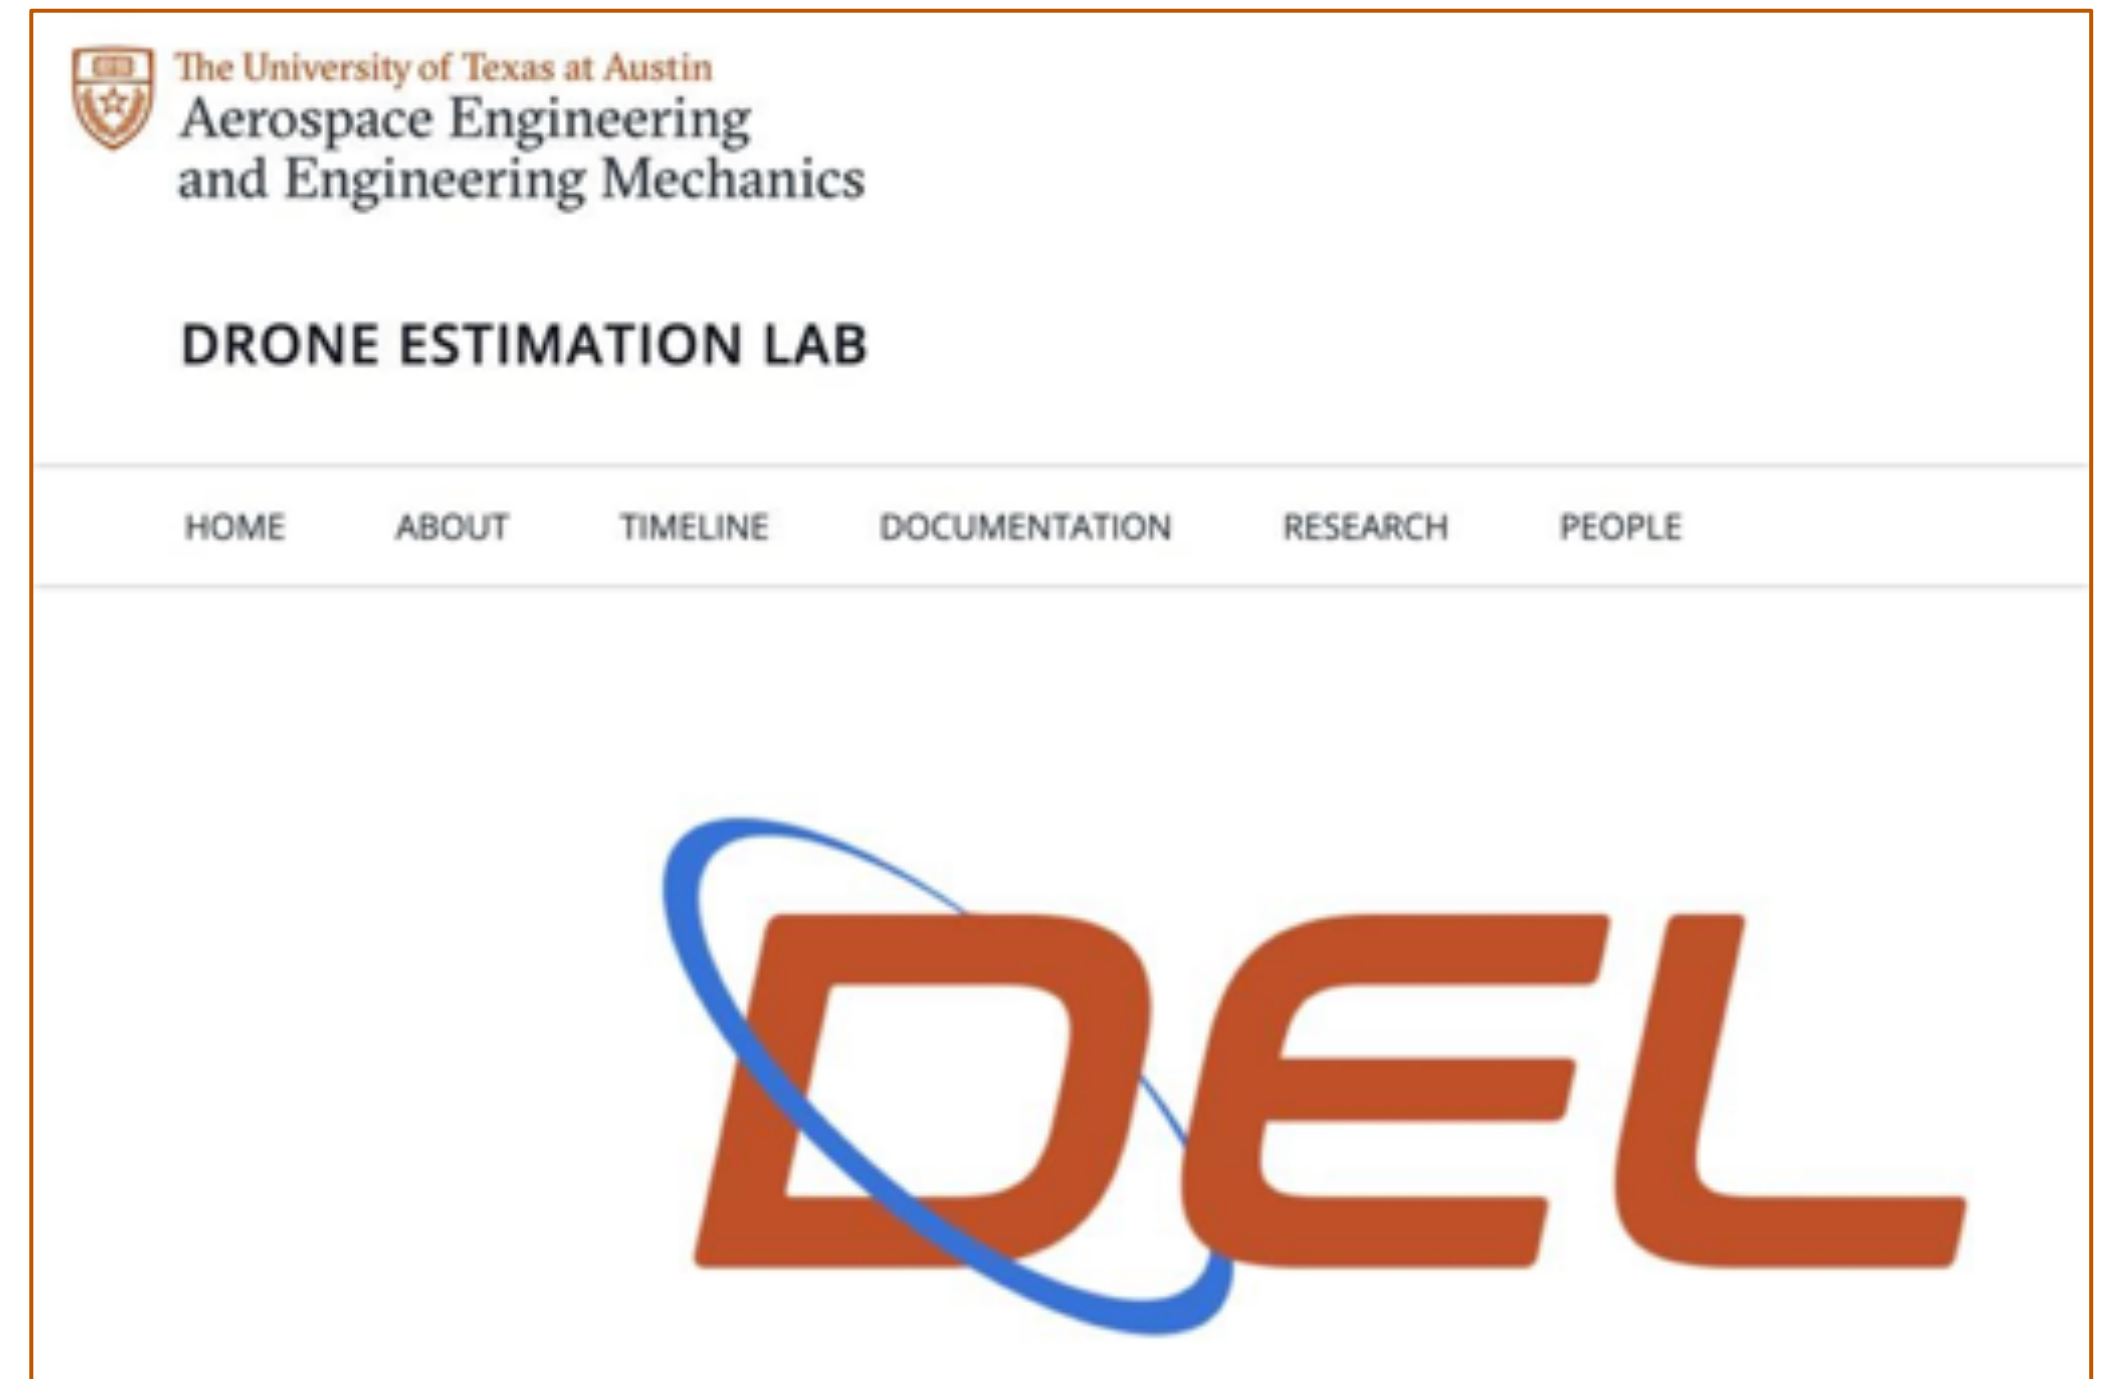 The University of Texas at Austin
Aerospace Engineering
and Engineering Mechanics
DRONE ESTIMATION LAB
HOME ABOUT TIMELINE DOCUMENTATION RESEARCH PEOPLE
DEL